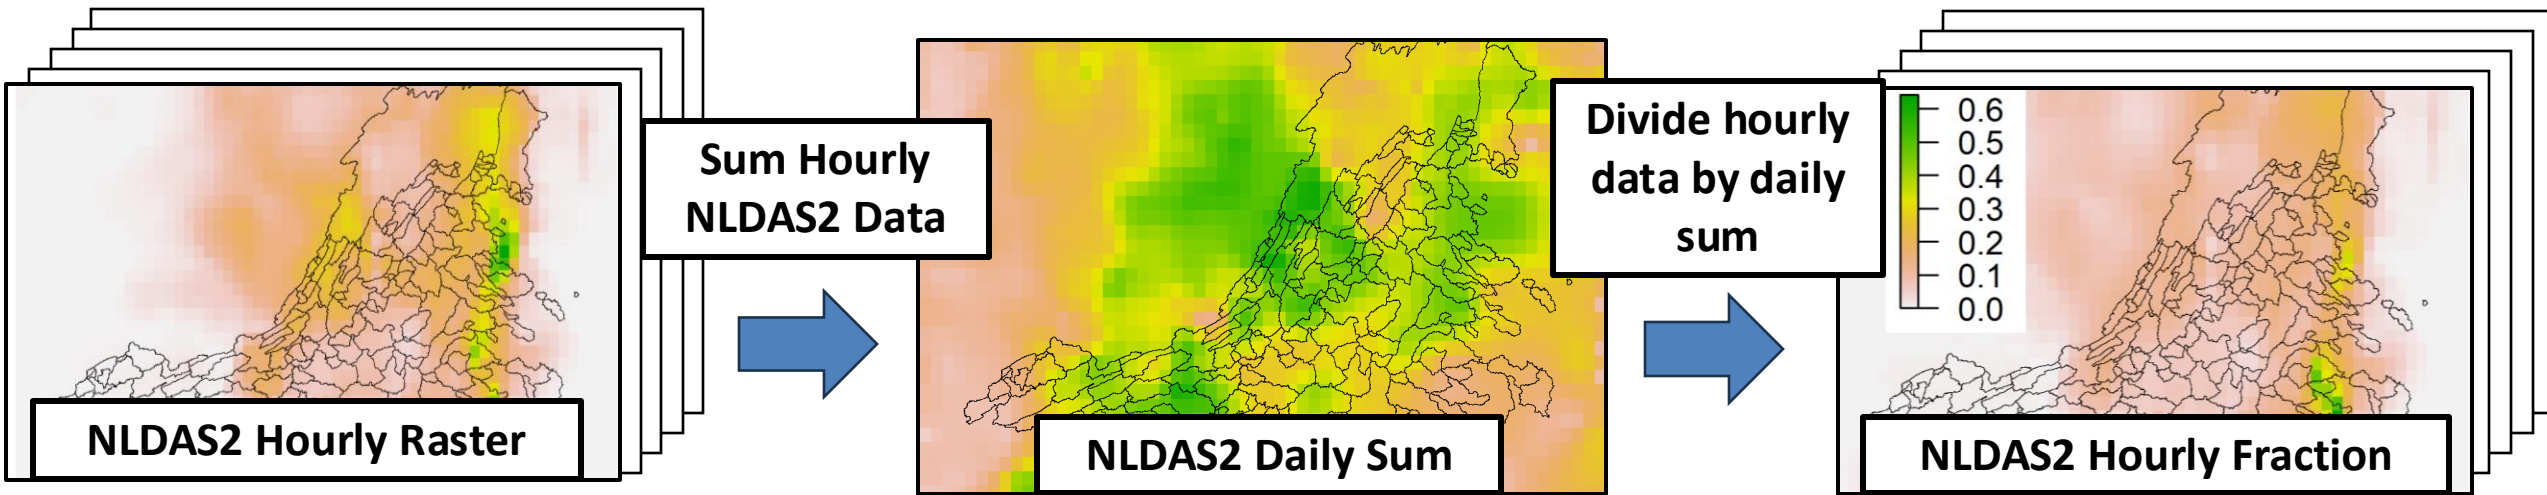 Sum Hourly
NLDAS2 Data
Divide hourly
data by daily
sum
0.6
0.5
0.4
0.3
0.2
0.1
0.0
NLDAS2 Hourly Raster
NLDAS2 Daily Sum
NLDAS2 Hourly Fraction